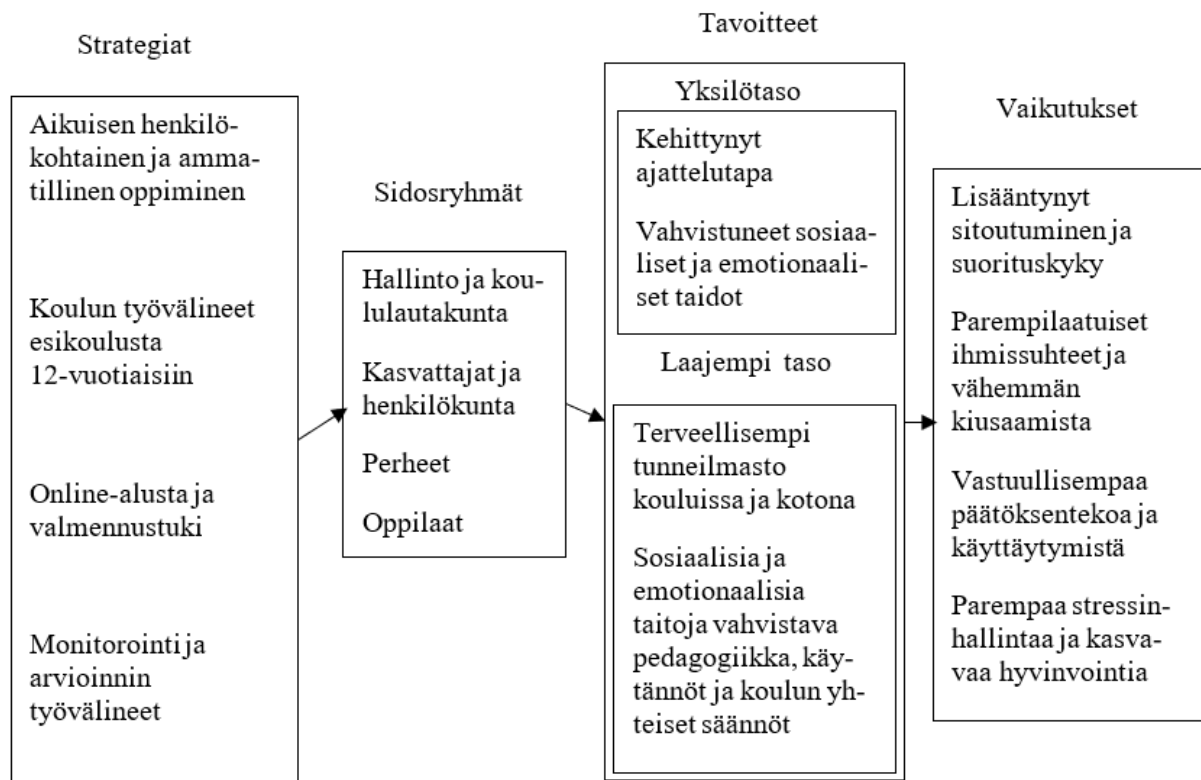 Strategiat
Aikuisen henkilö-
kohtainen ja amma-
tillinen oppiminen
Koulun työvälineet
esikoulusta
12-vuotiaisiin
Online-alusta ja
valmennustuki
Monitorointi ja
arvioinnin
työvälineet
Sidosryhmät
Hallinto ja kou-
lulautakunta
Kasvattajat ja
henkilökunta
Perheet
Oppilaat
Tavoitteet
Yksilötaso
Kehittynyt
ajattelutapa
Vahvistuneet sosiaa-
liset ja emotionaali-
set taidot
Laajempi taso
Terveellisempi
tunneilmasto
kouluissa ja kotona
Sosiaalisia ja
emotionaalisia
taitoja vahvistava
pedagogiikka, käy-
tännöt ja koulun yh-
teiset säännöt
Vaikutukset
Lisääntynyt
sitoutuminen ja
suorituskyky
Parempilaatuiset
ihmissuhteet ja
vähemmän
kiusaamista
Vastuullisempaa
päätöksentekoa ja
käyttäytymistä
Parempaa stressin-
hallintaa ja kasva-
vaa hyvinvointia